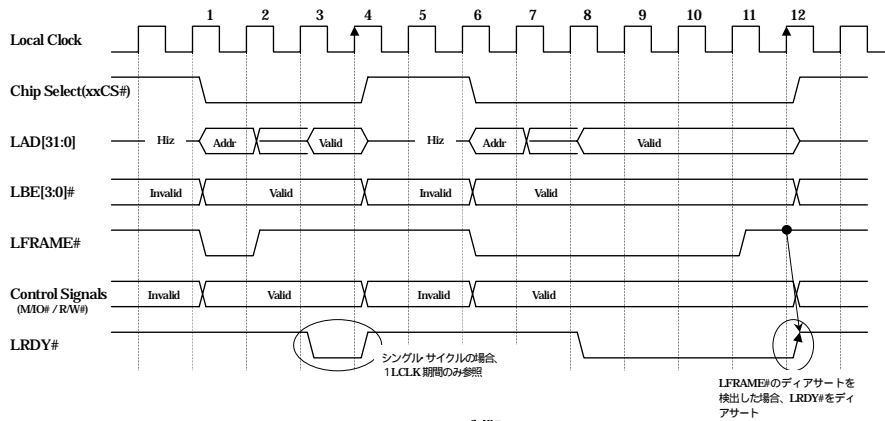 1 2 3 4 5 6 7 8 9 10 11 12
Local Clock
Chip Select(xxCS#)
LAD[31:0] Hiz Addr Valid Hiz Addr Valid
LBE[3:0]# Invalid Valid Invalid Valid
LFRAME#
Control Signals Invalid Valid Invalid Valid
(M/IO# / R/W#)
LRDY#
シングル サイクルの場合、
1LCLK 期間のみ参照
LFRAME#のディアサートを
検出した場合、LRDY#をディ
アサート